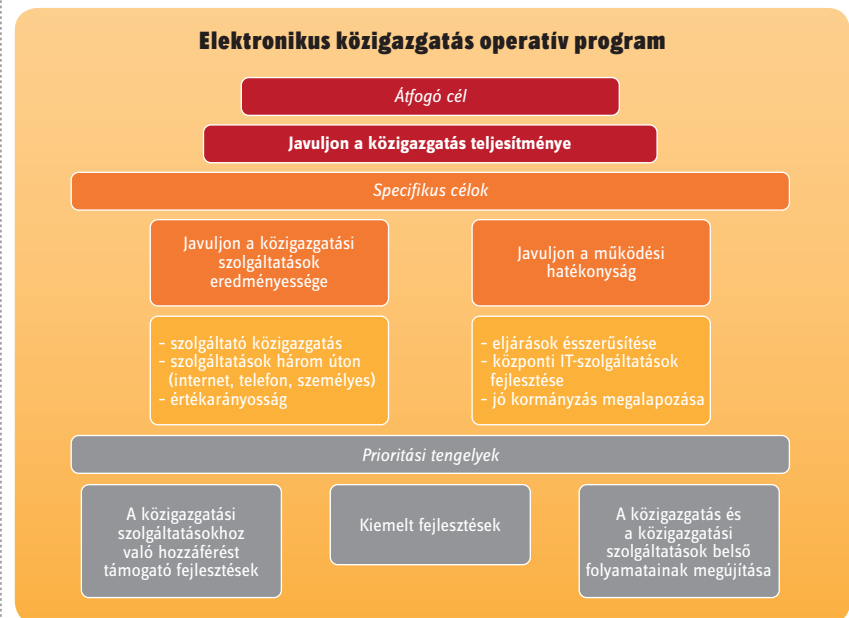 Elektronikus közigazgatás operatív program
Átfogó cél
Javuljon a közigazgatás teljesítménye
Specifikus célok
Javuljon a közigazgatási
szolgáltatások
eredményessége
Javuljon a működési
hatékonyság
- szolgáltató közigazgatás
- szolgáltatások három úton
(internet, telefon, személyes)
- értékarányosság
- eljárások ésszerűsítése
- központi IT-szolgáltatások
fejlesztése
- jó kormányzás megalapozása
Prioritási tengelyek
A közigazgatási
szolgáltatásokhoz
való hozzáférést
támogató fejlesztések
Kiemelt fejlesztések
A közigazgatás és
a közigazgatási
szolgáltatások belső
folyamatainak megújítása